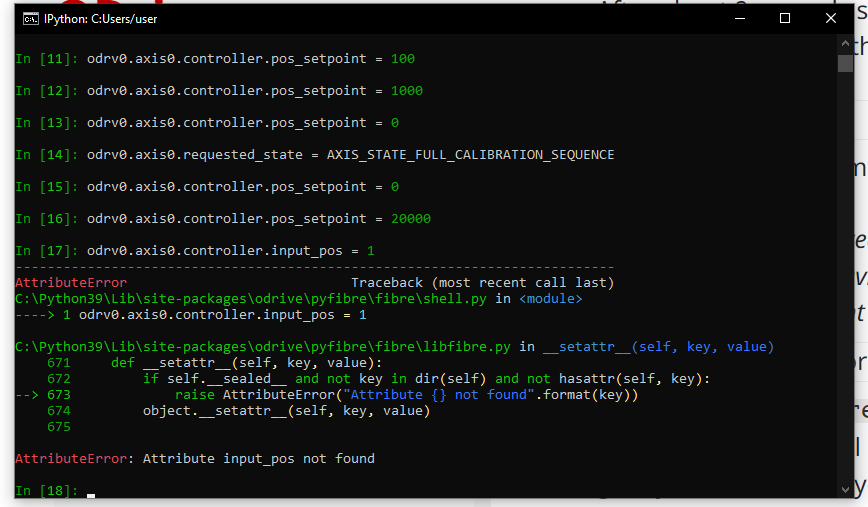 IPython: C:Users/user
In [11]: odrv0.axis0.controller.pos_setpoint = 100
In [12]: odrv0.axis0.controller.pos_setpoint = 1000
In [13]: odrv0.axis0.controller.pos_setpoint = 0
In [14]: odrv0.axis0.requested_state = AXIS_STATE_FULL_CALIBRATION_SEQUENCE
In [15]: odrv0.axis0.controller.pos_setpoint = 0
In [16]: odrv0.axis0.controller.pos_setpoint = 20000
In [17]: odrv0.axis0.controller.input_pos = 1
---------------------------------------------------------------------------
AttributeError                            Traceback (most recent call last)
C:\Python39\Lib\site-packages\odrive\pyfibre\fibre\shell.py in <module>
----> 1 odrv0.axis0.controller.input_pos = 1
C:\Python39\Lib\site-packages\odrive\pyfibre\fibre\libfibre.py in __setattr__(self, key, value)
    671     def __setattr__(self, key, value):
    672         if self.__sealed__ and not key in dir(self) and not hasattr(self, key):
--> 673             raise AttributeError("Attribute {} not found".format(key))
    674         object.__setattr__(self, key, value)
    675
AttributeError: Attribute input_pos not found
In [18]: